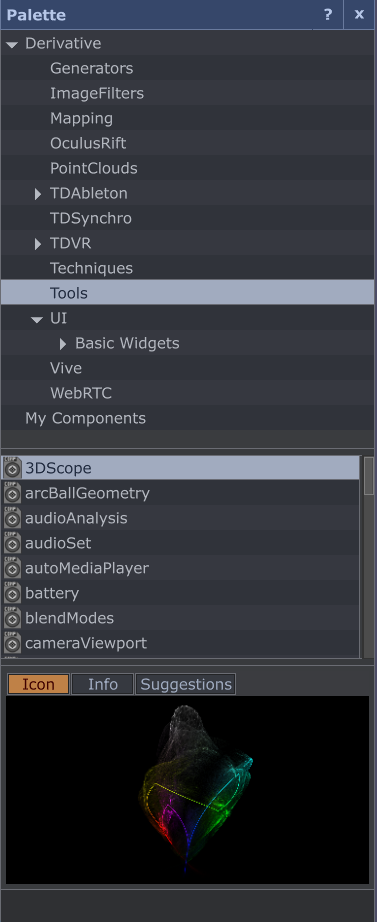 Palette ? x
Derivative
Generators
ImageFilters
Mapping
OculusRift
PointClouds
TDAbleton
TDSynchro
TDVR
Techniques
Tools
UI
Basic Widgets
Vive
WebRTC
My Components
3DScope
arcBallGeometry
audioAnalysis
audioSet
autoMediaPlayer
battery
blendModes
cameraViewport
Icon Info Suggestions